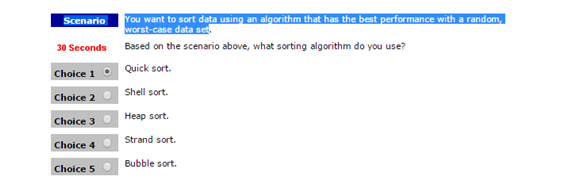 Scenario You want to sort data using an algorithm that has the best performance with a random,
worst-case data set.
30 Seconds Based on the scenario above, what sorting algorithm do you use?
Choice 1 Quick sort.
Choice 2 Shell sort.
Choice 3 Heap sort.
Choice 4 Strand sort.
Choice 5 Bubble sort.